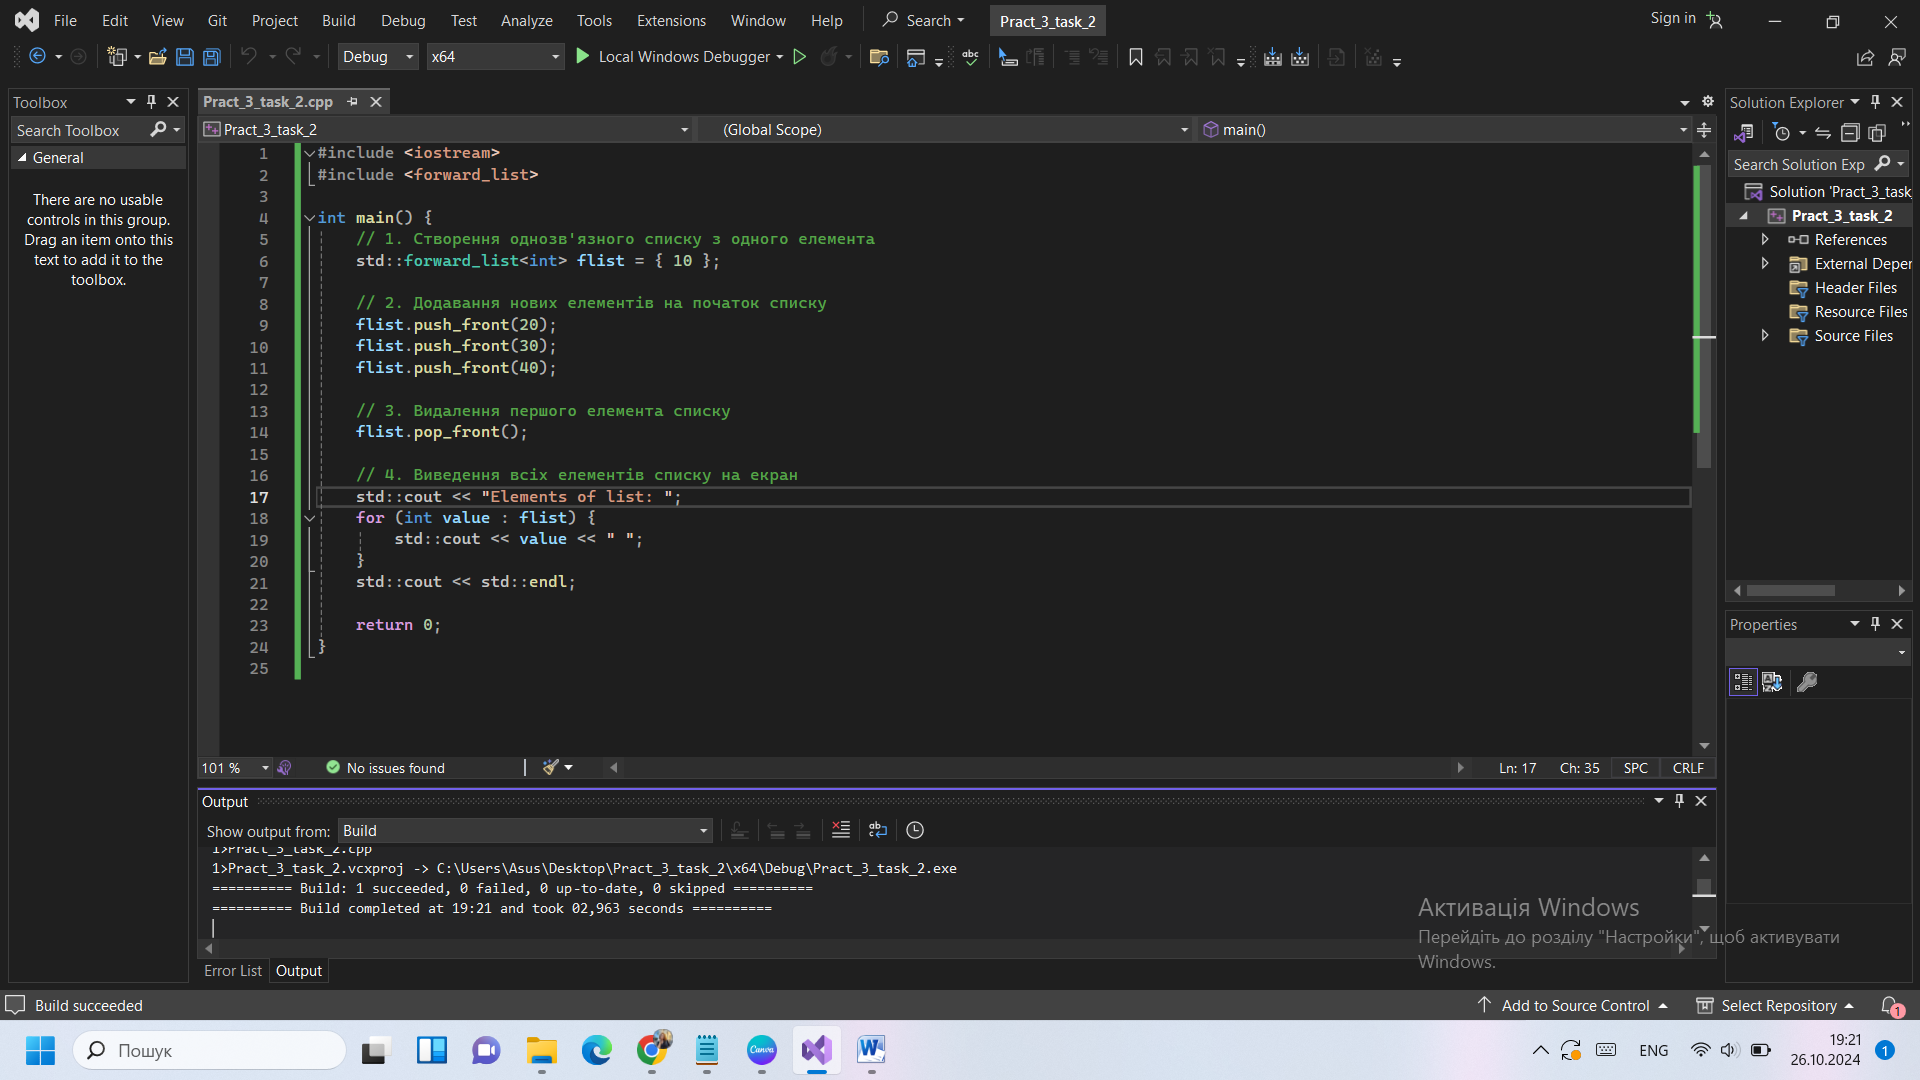 File Edit View Git Project Build Debug Test Analyze Tools Extensions Window Help Search Pract_3_task_2 Sign in
Debug x64 Local Windows Debugger
Toolbox
Search Toolbox
General
There are no usable
controls in this group.
Drag an item onto this
text to add it to the
toolbox.
Pract_3_task_2.cpp
Pract_3_task_2 (Global Scope) main()
1 #include <iostream>
2 #include <forward_list>
3
4 int main() {
5 // 1. Створення однозв'язного списку з одного елемента
6 std::forward_list<int> flist = { 10 };
7
8 // 2. Додавання нових елементів на початок списку
9 flist.push_front(20);
10 flist.push_front(30);
11 flist.push_front(40);
12
13 // 3. Видалення першого елемента списку
14 flist.pop_front();
15
16 // 4. Виведення всіх елементів списку на екран
17 std::cout << "Elements of list: ";
18 for (int value : flist) {
19 std::cout << value << " ";
20 }
21 std::cout << std::endl;
22
23 return 0;
24 }
25
101 % No issues found Ln: 17 Ch: 35 SPC CRLF
Output
Show output from: Build
1>Pract_3_task_2.cpp
1>Pract_3_task_2.vcxproj -> C:\Users\Asus\Desktop\Pract_3_task_2\x64\Debug\Pract_3_task_2.exe
========== Build: 1 succeeded, 0 failed, 0 up-to-date, 0 skipped ==========
========== Build completed at 19:21 and took 02,963 seconds ==========
Error List Output
Solution Explorer
Search Solution Exp
Solution 'Pract_3_task
Pract_3_task_2
References
External Deper
Header Files
Resource Files
Source Files
Properties
Активація Windows
Перейдіть до розділу "Настройки", щоб активувати
Windows.
Build succeeded Add to Source Control Select Repository 1
Пошук Canva W ENG 19:21
26.10.2024 1